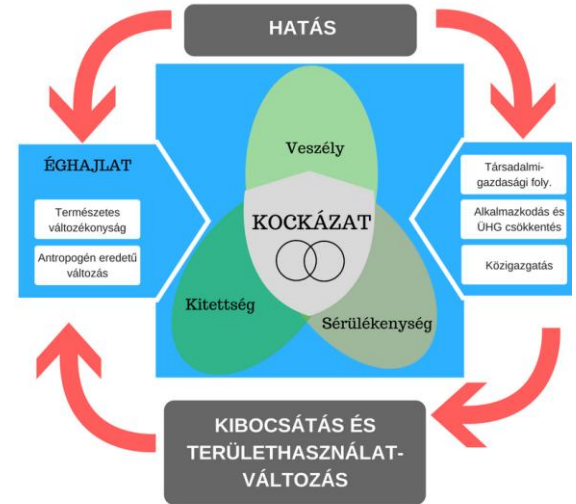 HATÁS
Veszély
KOCKÁZAT
Kitettség
Sérülékenység
ÉGHAJLAT
Természetes
változékonyság
Antropogén eredetű
változás
Társadalmi-
gazdasági foly.
Alkalmazkodás és
ÜHG csökkentés
Közigazgatás
KIBOCSÁTÁS ÉS
TERÜLETHASZNÁLAT-
VÁLTOZÁS